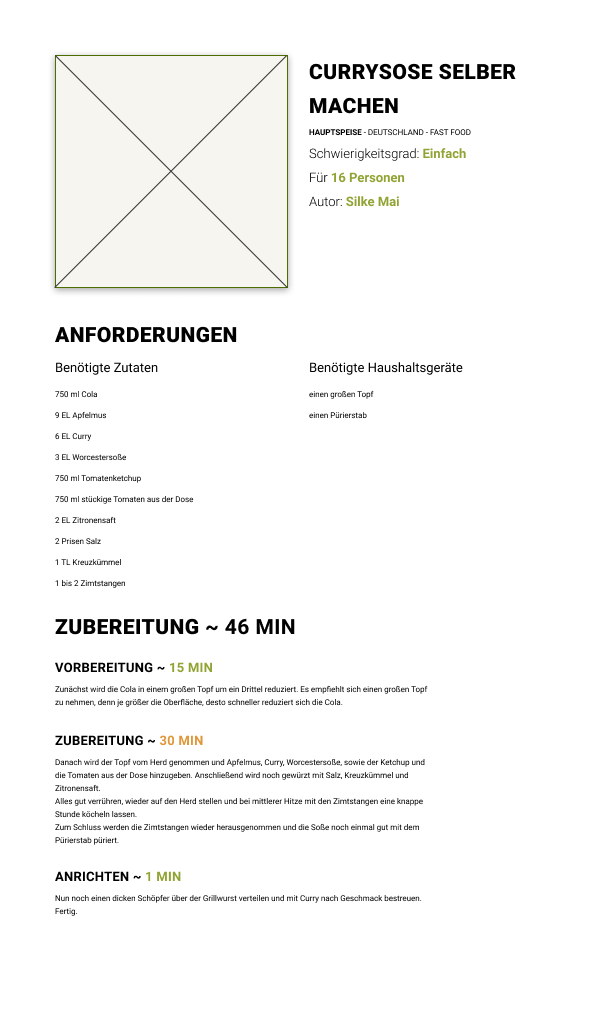 CURRYSOSE SELBER
MACHEN
HAUPTSPEISE - DEUTSCHLAND - FAST FOOD
Schwierigkeitsgrad: Einfach
Für 16 Personen
Autor: Silke Mai
ANFORDERUNGEN
Benötigte Zutaten
750 ml Cola
9 EL Apfelmus
6 EL Curry
3 EL Worcestersoße
750 ml Tomatenketchup
750 ml stückige Tomaten aus der Dose
2 EL Zitronensaft
2 Prisen Salz
1 TL Kreuzkümmel
1 bis 2 Zimtstangen
Benötigte Haushaltsgeräte
einen großen Topf
einen Pürierstab
ZUBEREITUNG ~ 46 MIN
VORBEREITUNG ~ 15 MIN
Zunächst wird die Cola in einem großen Topf um ein Drittel reduziert. Es empfiehlt sich einen großen Topf
zu nehmen, denn je größer die Oberfläche, desto schneller reduziert sich die Cola.
ZUBEREITUNG ~ 30 MIN
Danach wird der Topf vom Herd genommen und Apfelmus, Curry, Worcestersoße, sowie der Ketchup und
die Tomaten aus der Dose hinzugeben. Anschließend wird noch gewürzt mit Salz, Kreuzkümmel und
Zitronensaft.
Alles gut verrühren, wieder auf den Herd stellen und bei mittlerer Hitze mit den Zimtstangen eine knappe
Stunde köcheln lassen.
Zum Schluss werden die Zimtstangen wieder herausgenommen und die Soße noch einmal gut mit dem
Pürierstab püriert.
ANRICHTEN ~ 1 MIN
Nun noch einen dicken Schöpfer über der Grillwurst verteilen und mit Curry nach Geschmack bestreuen.
Fertig.